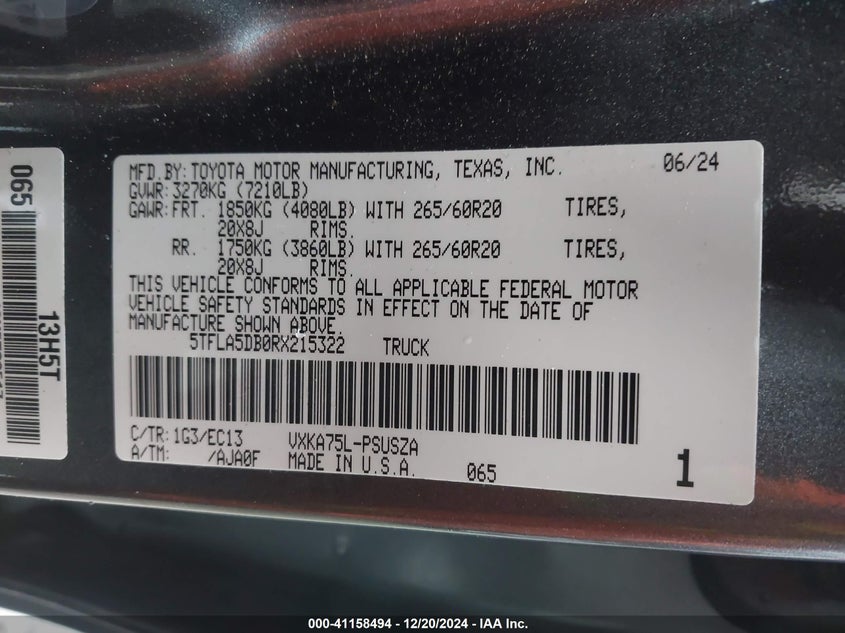 MFD.BY: TOYOTA MOTOR MANUFACTURING, TEXAS, INC. 06/24
GVWR: 3270KG (7210LB)
GAWR: FRT. 1850KG (4080LB) WITH 265/60R20 TIRES,
20X8J RIMS.
RR. 1750KG (3860LB) WITH 265/60R20 TIRES,
20X8J RIMS.
THIS VEHICLE CONFORMS TO ALL APPLICABLE FEDERAL MOTOR
VEHICLE SAFETY STANDARDS IN EFFECT ON THE DATE OF
MANUFACTURE SHOWN ABOVE.
5TFLA5DB0RX215322 TRUCK
C/TR: 1G3/EC13 VXKA75L-PSUSZA
A/TM: /AJA0F MADE IN U.S.A. 065 1
065
13H5T
000-41158494 - 12/20/2024 - IAA Inc.